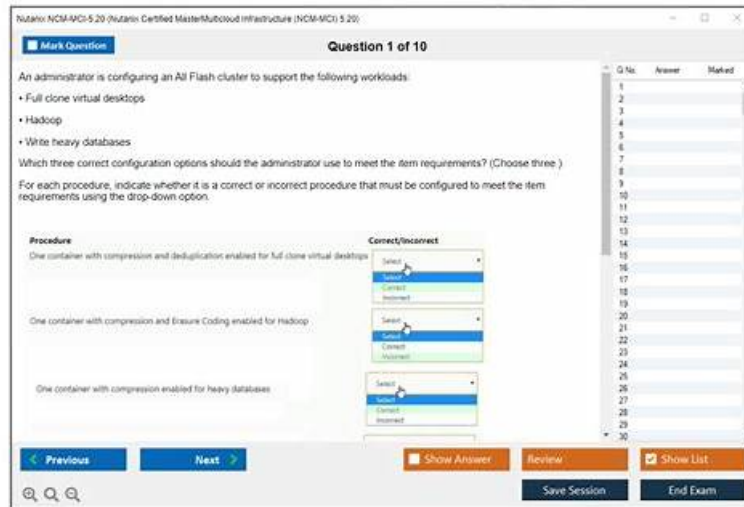 Nutanix NCM-MCI-5.20 (Nutanix Certified MasterMulticloud Infrastructure (NCM-MCI) 5.20)
Mark Question
Question 1 of 10
An administrator is configuring an All Flash cluster to support the following workloads:
• Full clone virtual desktops
• Hadoop
• Write heavy databases
Which three correct configuration options should the administrator use to meet the item requirements? (Choose three.)
For each procedure, indicate whether it is a correct or incorrect procedure that must be configured to meet the item
requirements using the drop-down option.
Procedure Correct/Incorrect
One container with compression and deduplication enabled for full clone virtual desktops
Select
Select
Correct
Incorrect
One container with compression and Erasure Coding enabled for Hadoop
Select
Select
Correct
Incorrect
One container with compression enabled for heavy databases
Select
Select
Correct
Incorrect
Q No. Answer Marked
1
2
3
4
5
6
7
8
9
10
11
12
13
14
15
16
17
18
19
20
21
22
23
24
25
26
27
28
29
30
Previous
Next
Show Answer
Review
Show List
Save Session
End Exam